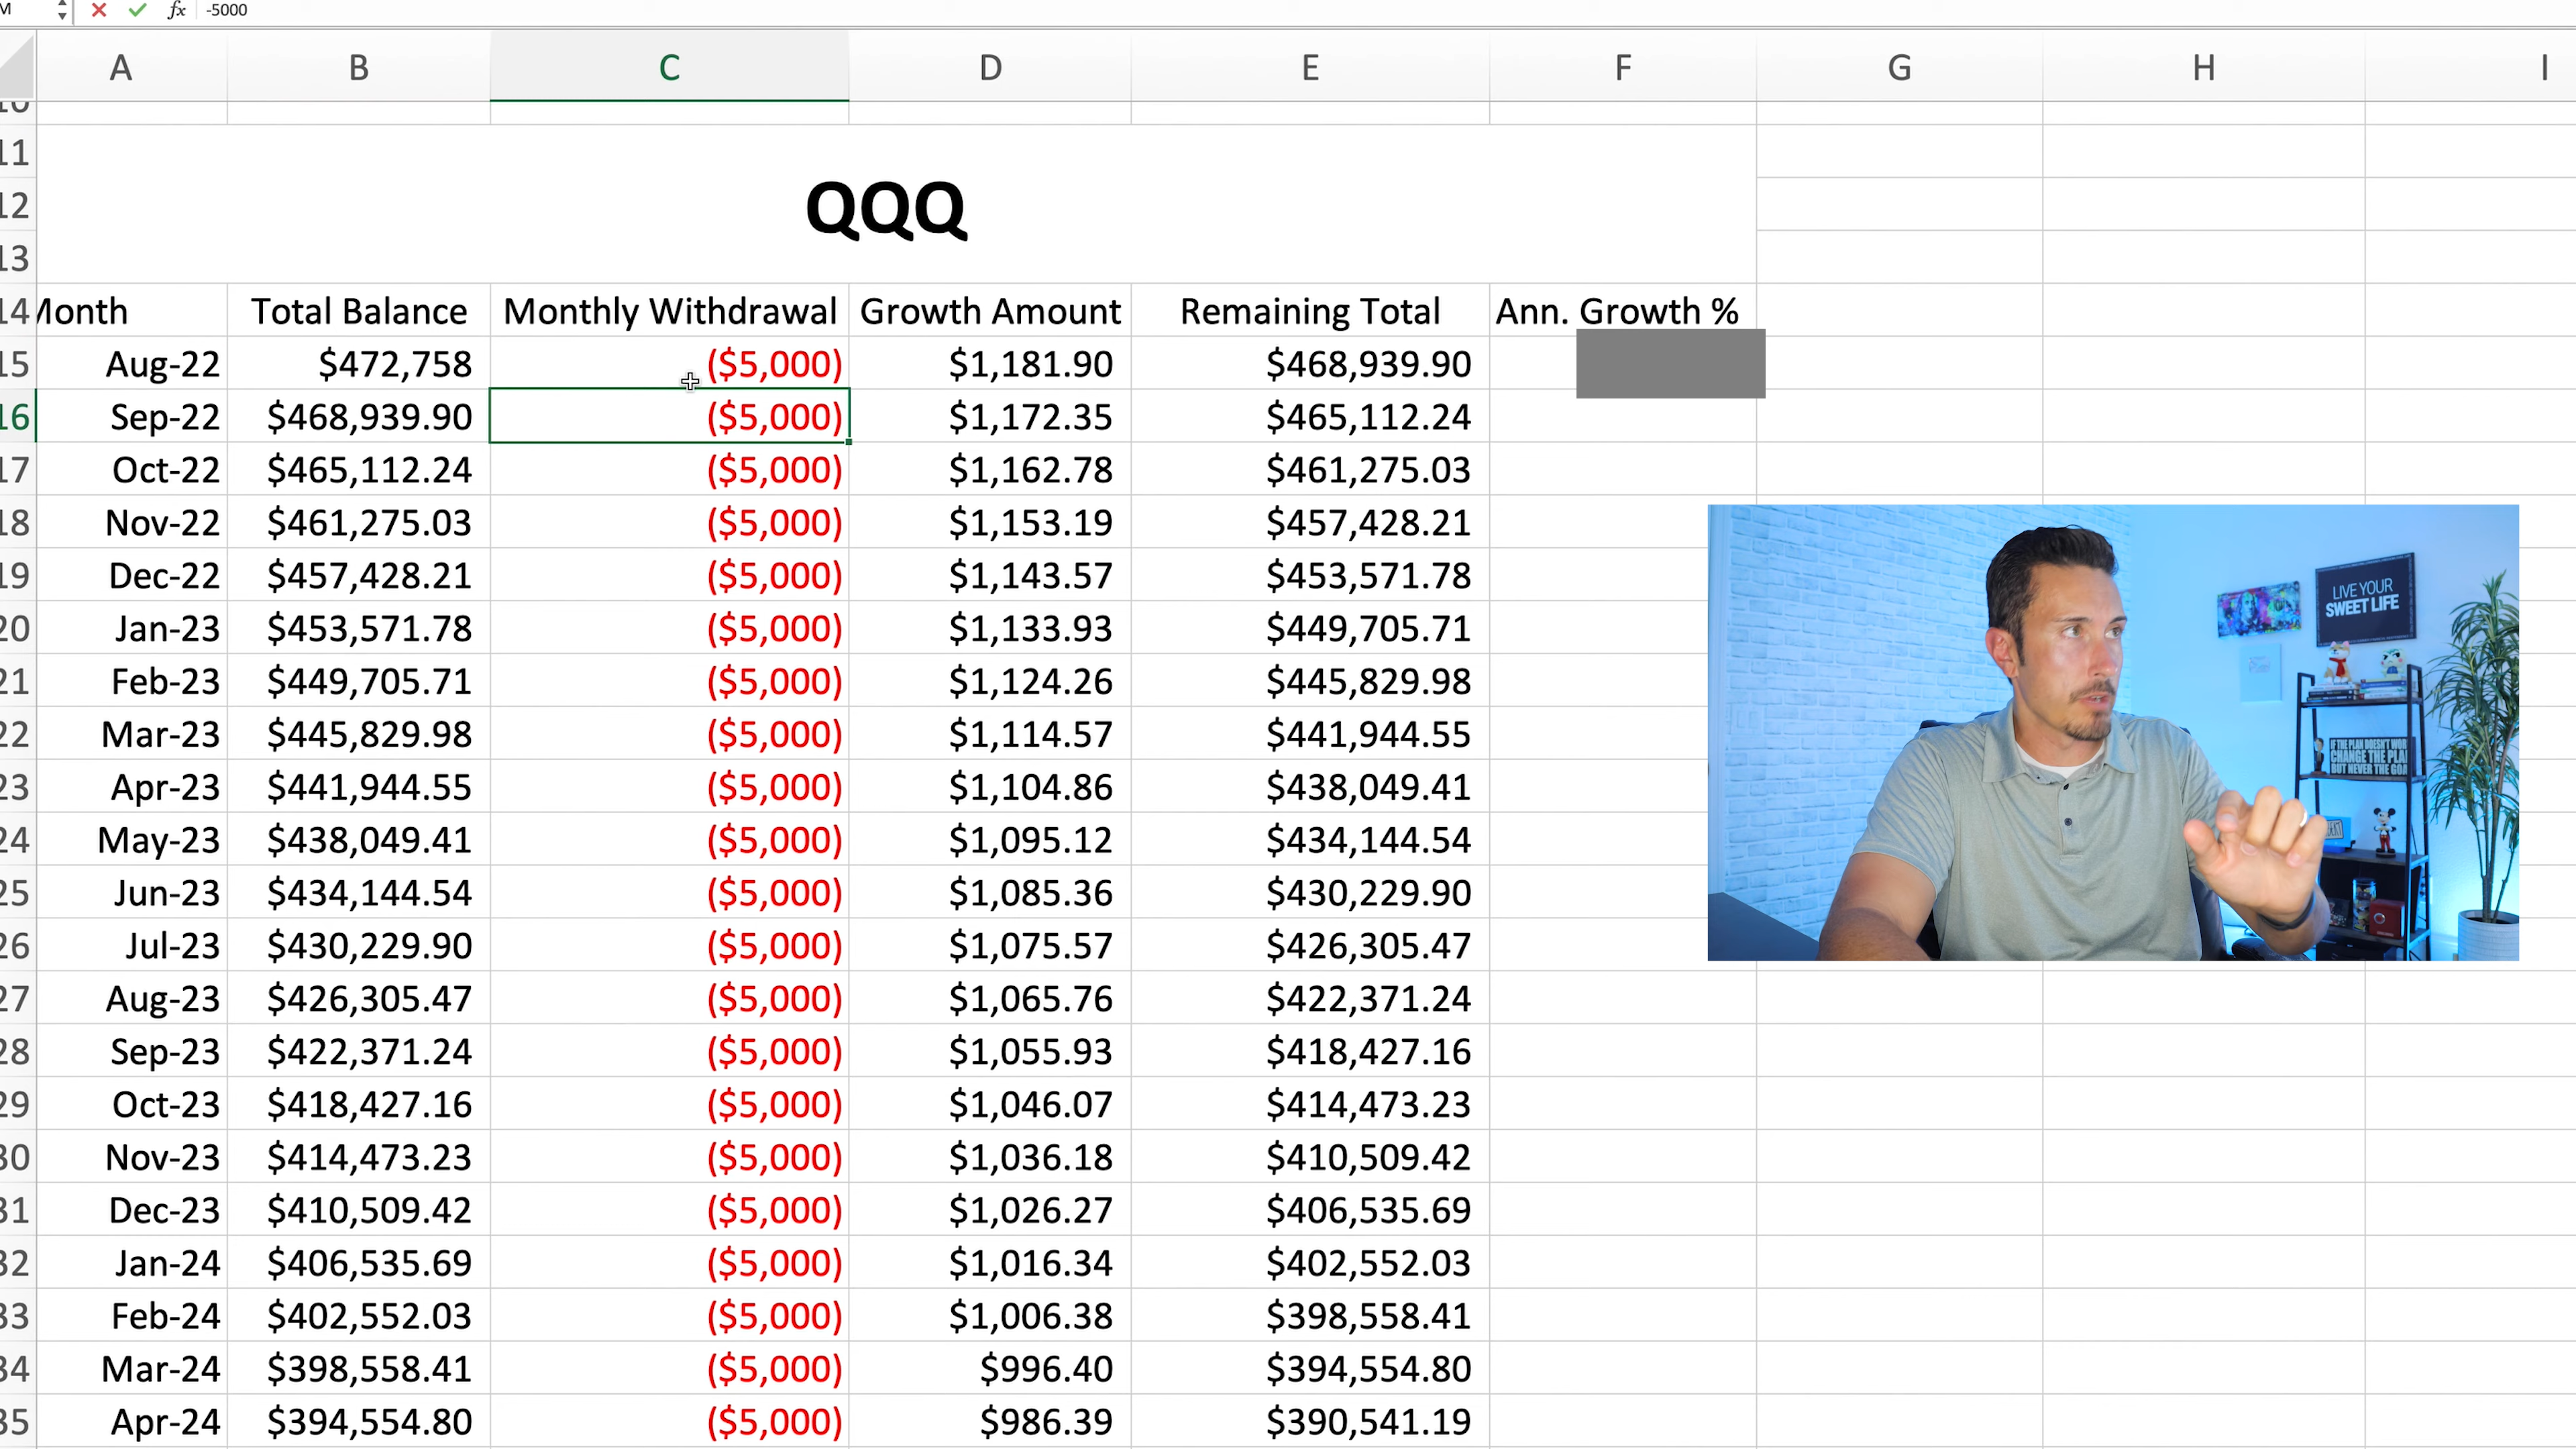 fx -5000
A B C D E F G H I
11
12 QQQ
13
14 Month Total Balance Monthly Withdrawal Growth Amount Remaining Total Ann. Growth %
15 Aug-22 $472,758 ($5,000) $1,181.90 $468,939.90
16 Sep-22 $468,939.90 ($5,000) $1,172.35 $465,112.24
17 Oct-22 $465,112.24 ($5,000) $1,162.78 $461,275.03
18 Nov-22 $461,275.03 ($5,000) $1,153.19 $457,428.21
19 Dec-22 $457,428.21 ($5,000) $1,143.57 $453,571.78
20 Jan-23 $453,571.78 ($5,000) $1,133.93 $449,705.71
21 Feb-23 $449,705.71 ($5,000) $1,124.26 $445,829.98
22 Mar-23 $445,829.98 ($5,000) $1,114.57 $441,944.55
23 Apr-23 $441,944.55 ($5,000) $1,104.86 $438,049.41
24 May-23 $438,049.41 ($5,000) $1,095.12 $434,144.54
25 Jun-23 $434,144.54 ($5,000) $1,085.36 $430,229.90
26 Jul-23 $430,229.90 ($5,000) $1,075.57 $426,305.47
27 Aug-23 $426,305.47 ($5,000) $1,065.76 $422,371.24
28 Sep-23 $422,371.24 ($5,000) $1,055.93 $418,427.16
29 Oct-23 $418,427.16 ($5,000) $1,046.07 $414,473.23
30 Nov-23 $414,473.23 ($5,000) $1,036.18 $410,509.42
31 Dec-23 $410,509.42 ($5,000) $1,026.27 $406,535.69
32 Jan-24 $406,535.69 ($5,000) $1,016.34 $402,552.03
33 Feb-24 $402,552.03 ($5,000) $1,006.38 $398,558.41
34 Mar-24 $398,558.41 ($5,000) $996.40 $394,554.80
35 Apr-24 $394,554.80 ($5,000) $986.39 $390,541.19
LIVE YOUR
SWEET LIFE
IF THE PLAN DOESN'T WORK
CHANGE THE PLAN
BUT NEVER THE GOAL